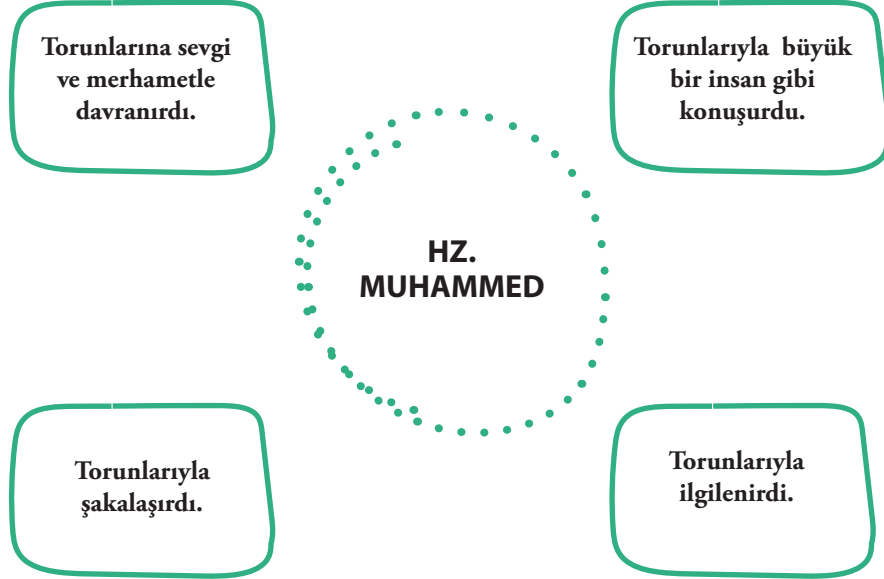 Torunlarına sevgi
ve merhametle
davranırdı.
Torunlarıyla büyük
bir insan gibi
konuşurdu.
HZ.
MUHAMMED
Torunlarıyla
şakalaşırdı.
Torunlarıyla
ilgilenirdi.